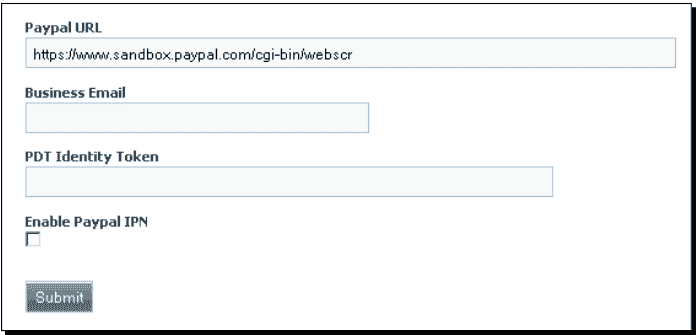 Paypal URL
https://www.sandbox.paypal.com/cgi-bin/webscr
Business Email
PDT Identity Token
Enable Paypal IPN
Submit